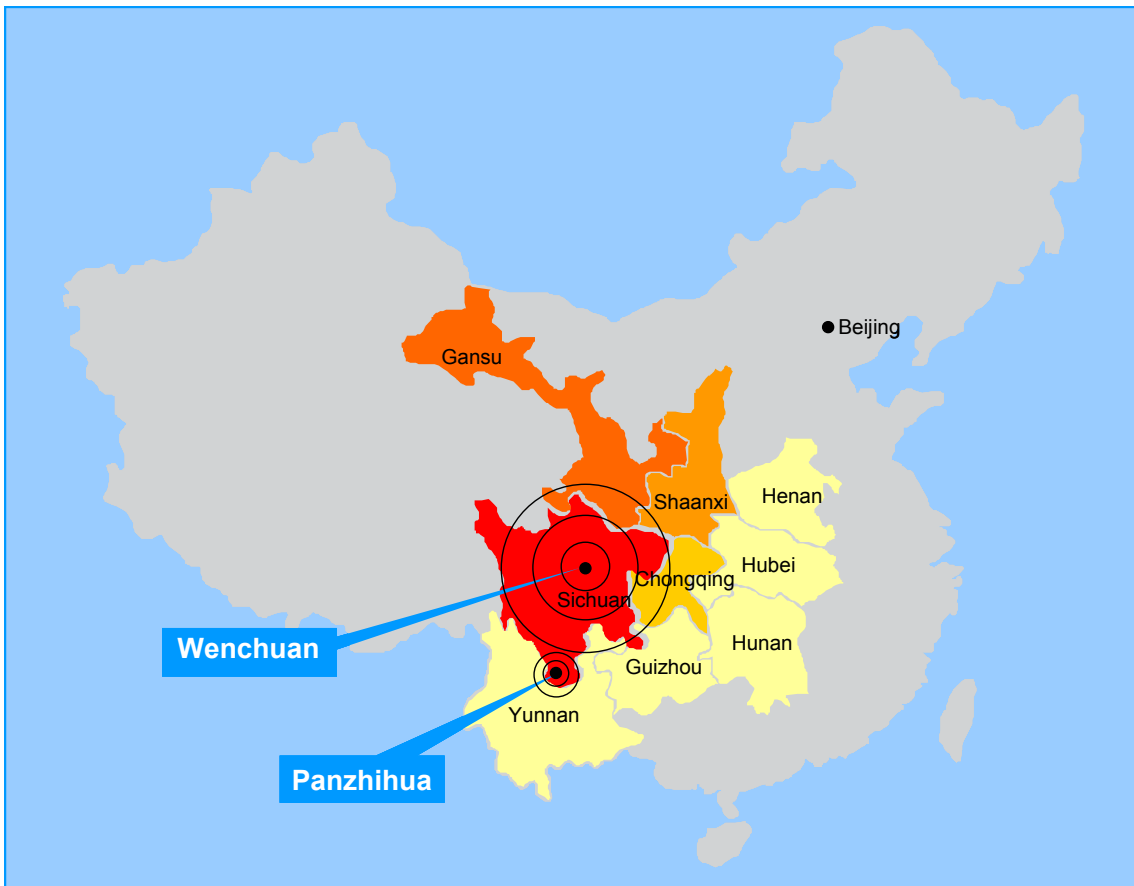 Beijing
Gansu
Shaanxi
Henan
Hubei
Chongqing
Sichuan
Wenchuan
Hunan
Guizhou
Yunnan
Panzhihua